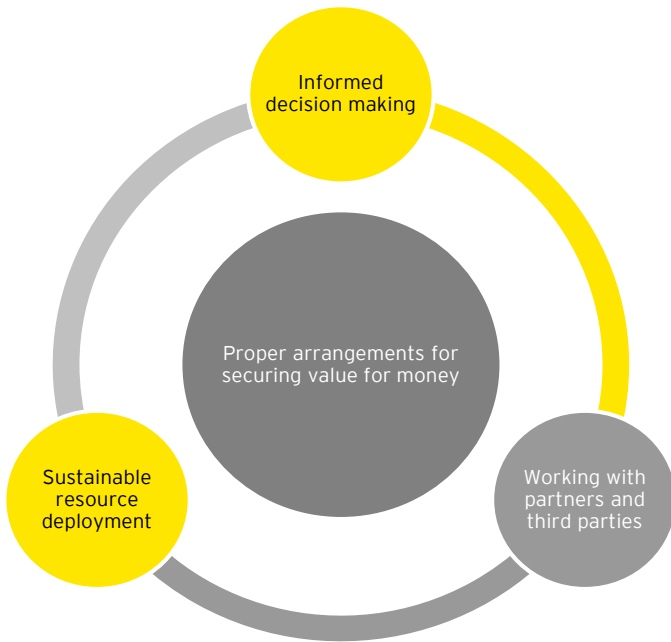 Informed
decision making
Proper arrangements for
securing value for money
Sustainable
resource
deployment
Working with
partners and
third parties